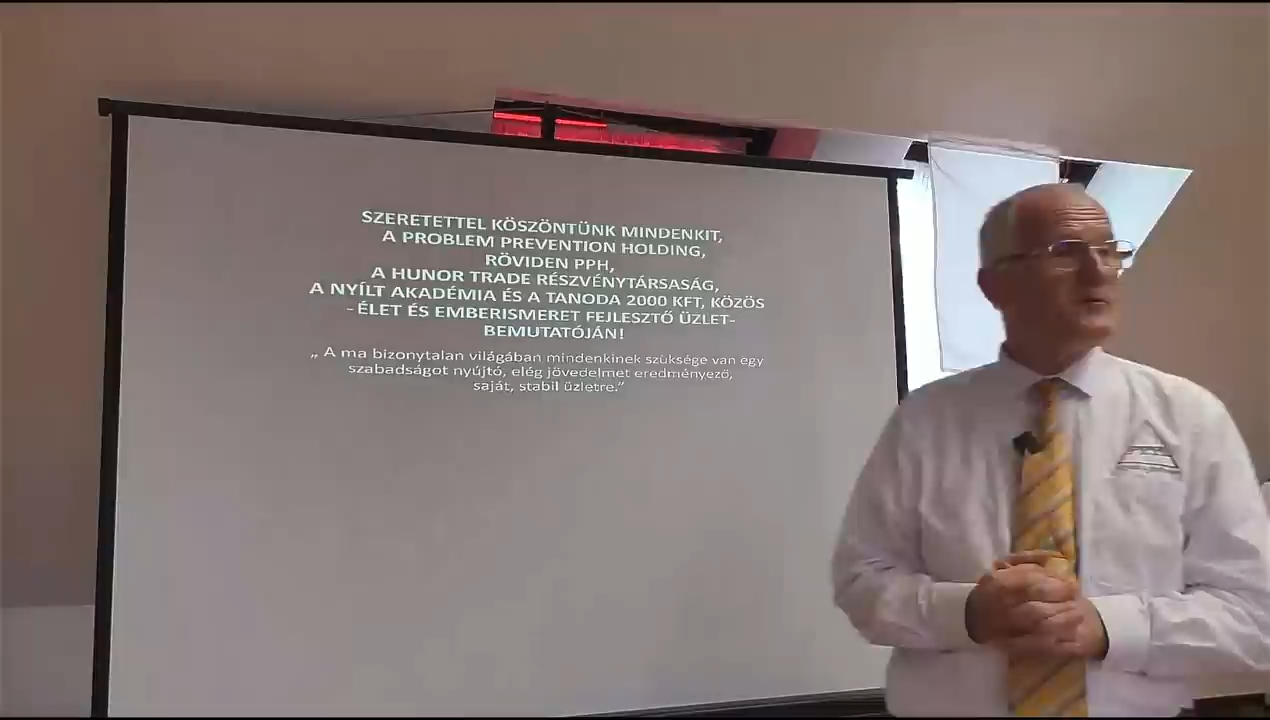 SZERETETTEL KÖSZÖNTÜNK MINDENKIT,
A PROBLEM PREVENTION HOLDING,
RÖVIDEN PPH,
A HUNOR TRADE RÉSZVÉNYTÁRSASÁG,
A NYÍLT AKADÉMIA ÉS A TANODA 2000 KFT, KÖZÖS
- ÉLET ÉS EMBERISMERET FEJLESZTŐ ÜZLET-
BEMUTATÓJÁN!
„ A ma bizonytalan világában mindenkinek szüksége van egy
szabadságot nyújtó, elég jövedelmet eredményező,
saját, stabil üzletre.”